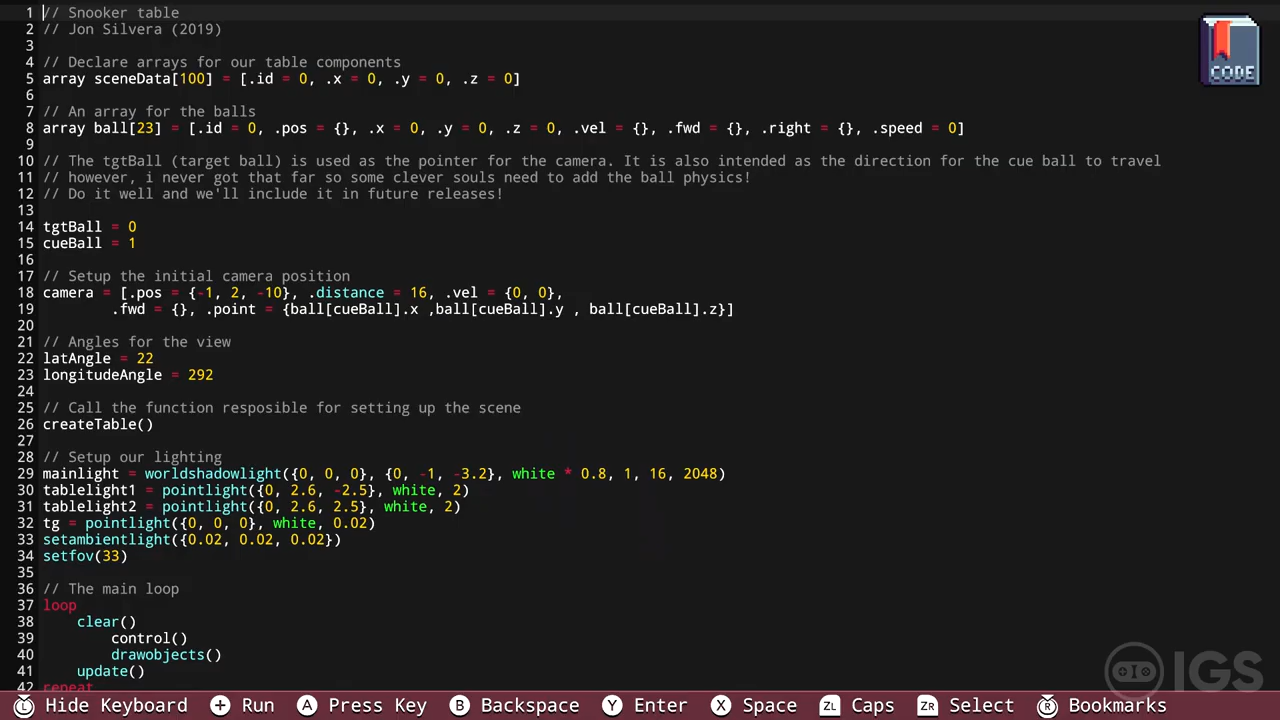 1 // Snooker table
2 // Jon Silvera (2019)
3
4 // Declare arrays for our table components
5 array sceneData[100] = [.id = 0, .x = 0, .y = 0, .z = 0]
6
7 // An array for the balls
8 array ball[23] = [.id = 0, .pos = {}, .x = 0, .y = 0, .z = 0, .vel = {}, .fwd = {}, .right = {}, .speed = 0]
9
10 // The tgtBall (target ball) is used as the pointer for the camera. It is also intended as the direction for the cue ball to travel
11 // however, i never got that far so some clever souls need to add the ball physics!
12 // Do it well and we'll include it in future releases!
13
14 tgtBall = 0
15 cueBall = 1
16
17 // Setup the initial camera position
18 camera = [.pos = {-1, 2, -10}, .distance = 16, .vel = {0, 0},
19 .fwd = {}, .point = {ball[cueBall].x ,ball[cueBall].y , ball[cueBall].z}]
20
21 // Angles for the view
22 latAngle = 22
23 longitudeAngle = 292
24
25 // Call the function resposible for setting up the scene
26 createTable()
27
28 // Setup our lighting
29 mainlight = worldshadowlight({0, 0, 0}, {0, -1, -3.2}, white * 0.8, 1, 16, 2048)
30 tablelight1 = pointlight({0, 2.6, -2.5}, white, 2)
31 tablelight2 = pointlight({0, 2.6, 2.5}, white, 2)
32 tg = pointlight({0, 0, 0}, white, 0.02)
33 setambientlight({0.02, 0.02, 0.02})
34 setfov(33)
35
36 // The main loop
37 loop
38 clear()
39 control()
40 drawobjects()
41 update()
42 repeat
CODE
IGS
L Hide Keyboard + Run A Press Key B Backspace Y Enter X Space ZL Caps ZR Select R Bookmarks